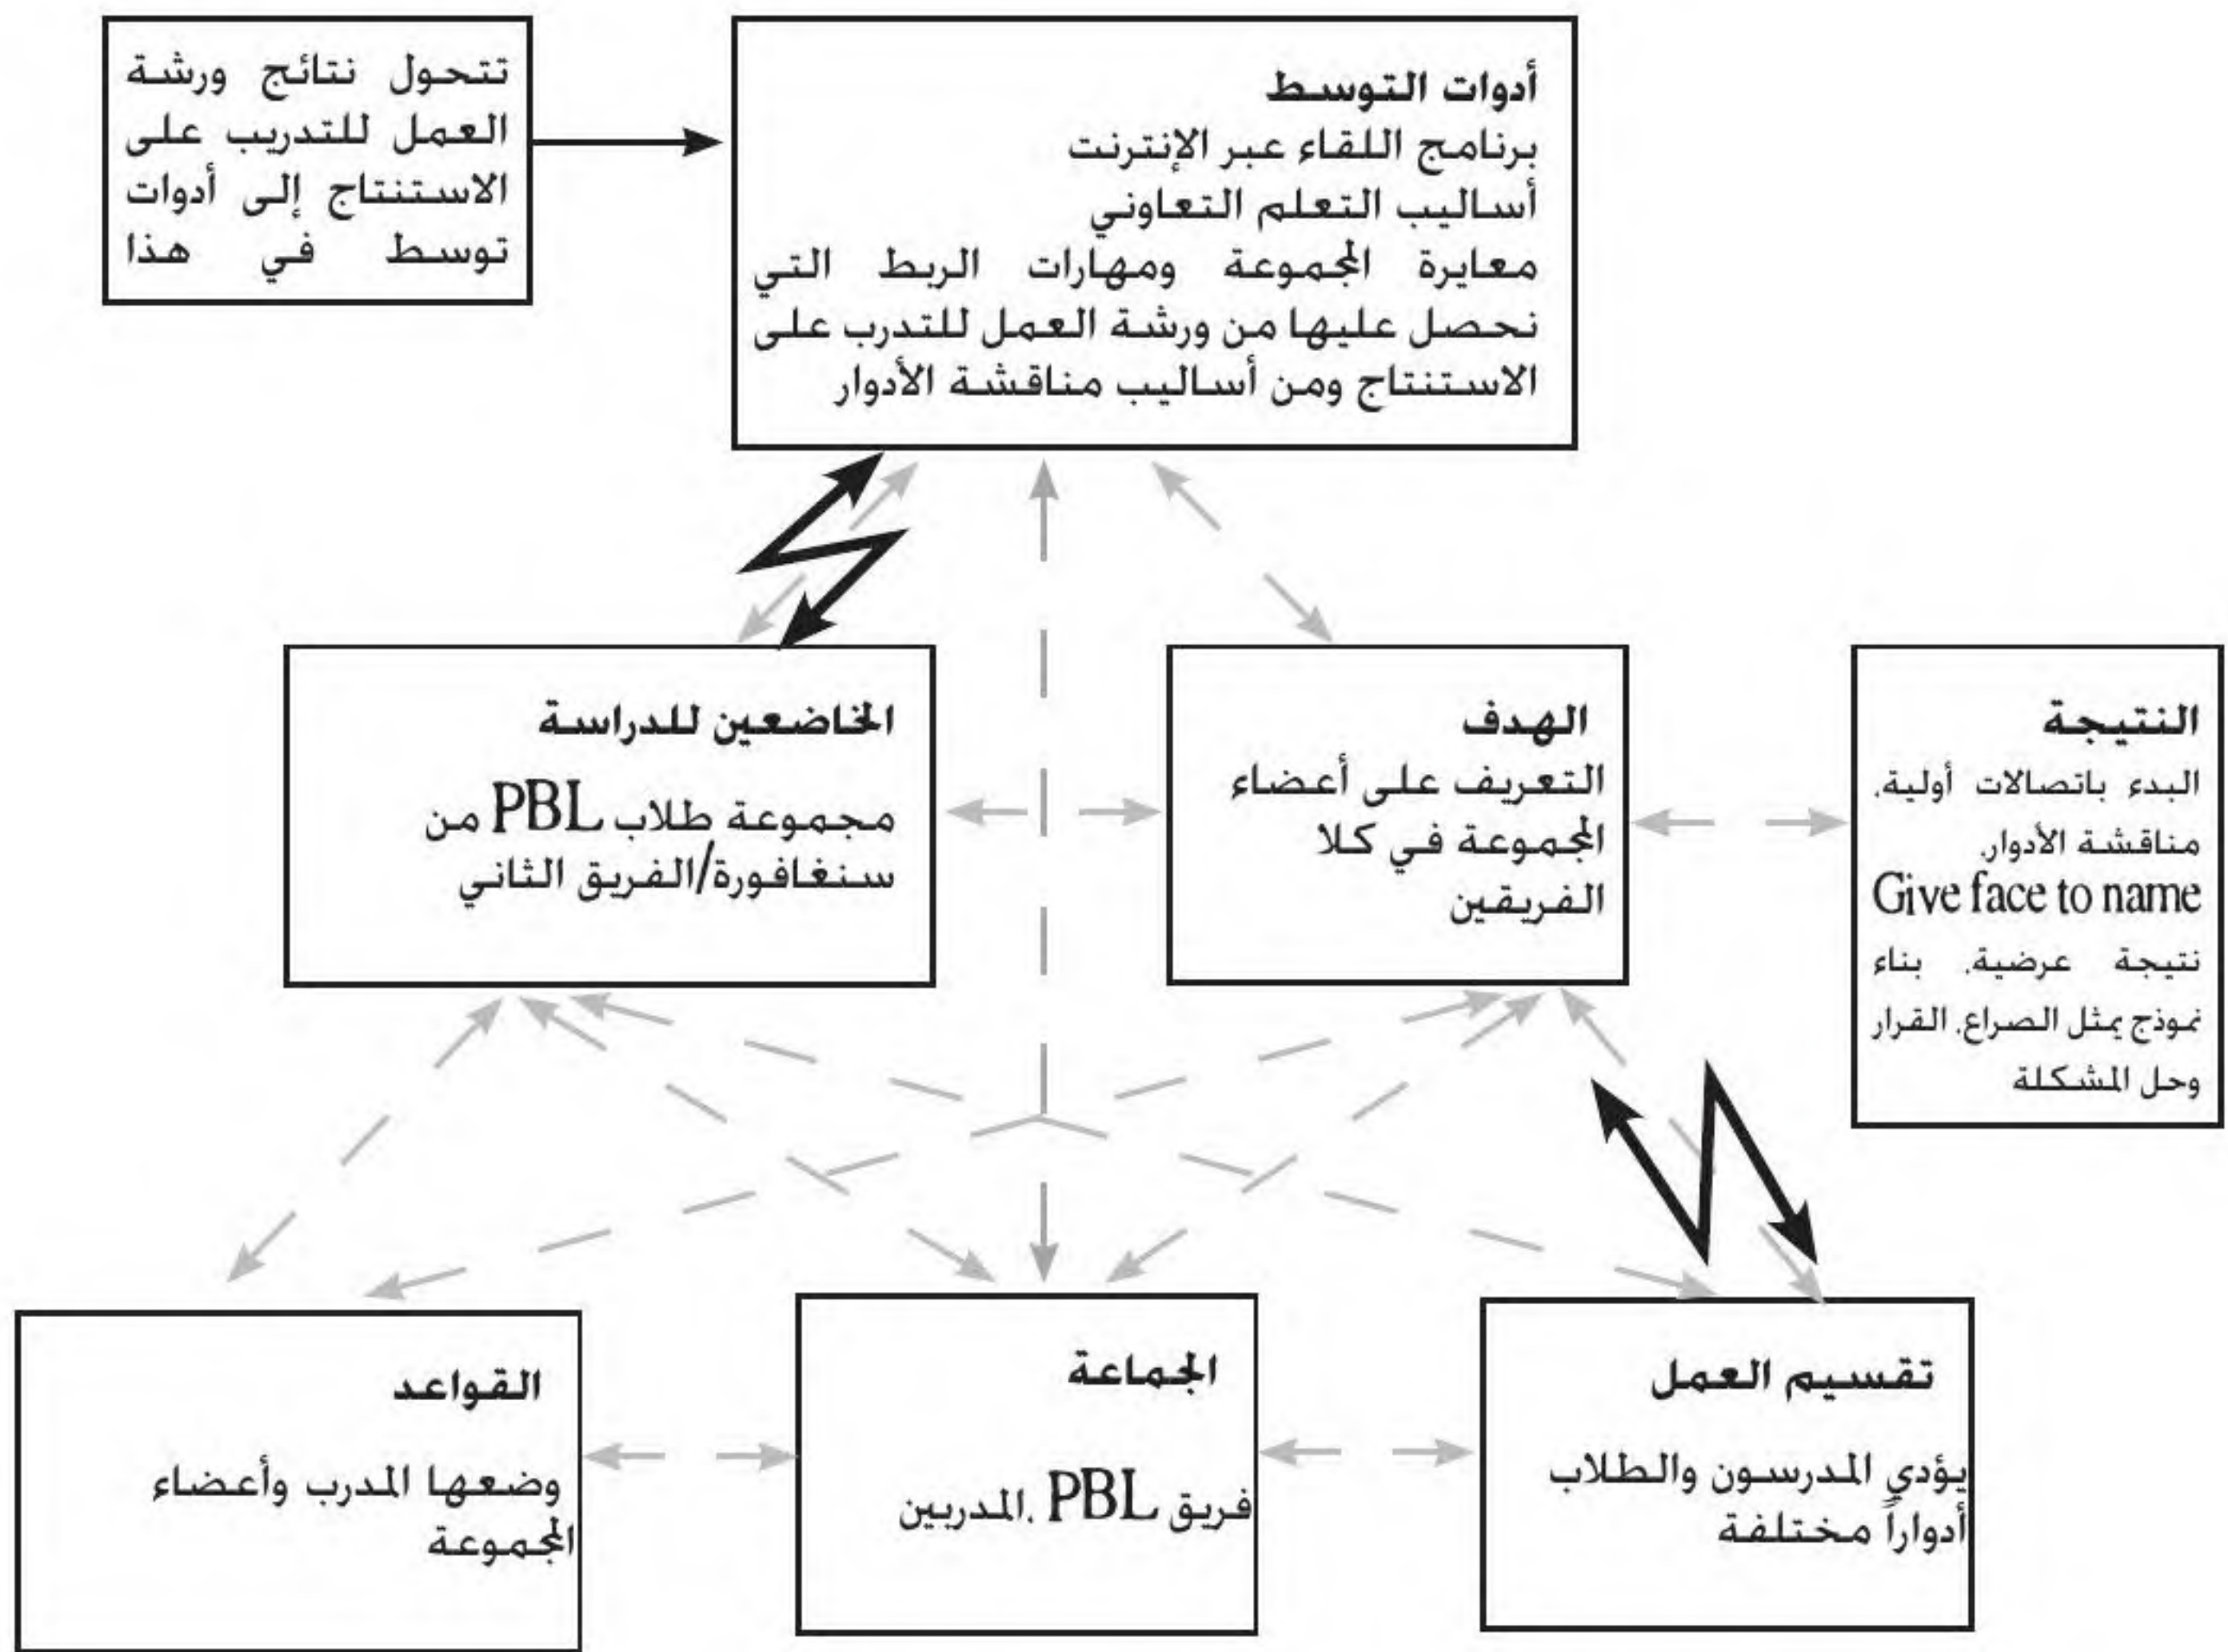 تتحول نتائج ورشة
العمل للتدريب على
الاستنتاج إلى أدوات
توسط في هذا
أدوات التوسط
برنامج اللقاء عبر الإنترنت
أساليب التعلم التعاوني
معايرة المجموعة ومهارات الربط التي
نحصل عليها من ورشة العمل للتدرب على
الاستنتاج ومن أساليب مناقشة الأدوار
النتيجة
البدء باتصالات أولية.
مناقشة الأدوار.
Give face to name
نتيجة عرضية. بناء
نموذج يمثل الصراع. القرار
وحل المشكلة
الهدف
التعريف على أعضاء
المجموعة في كلا
الفريقين
الخاضعين للدراسة
مجموعة طلاب PBL من
سنغافورة/الفريق الثاني
تقسيم العمل
يؤدي المدرسون والطلاب
أدواراً مختلفة
الجماعة
فريق PBL .المدربين
القواعد
وضعها المدرب وأعضاء
المجموعة